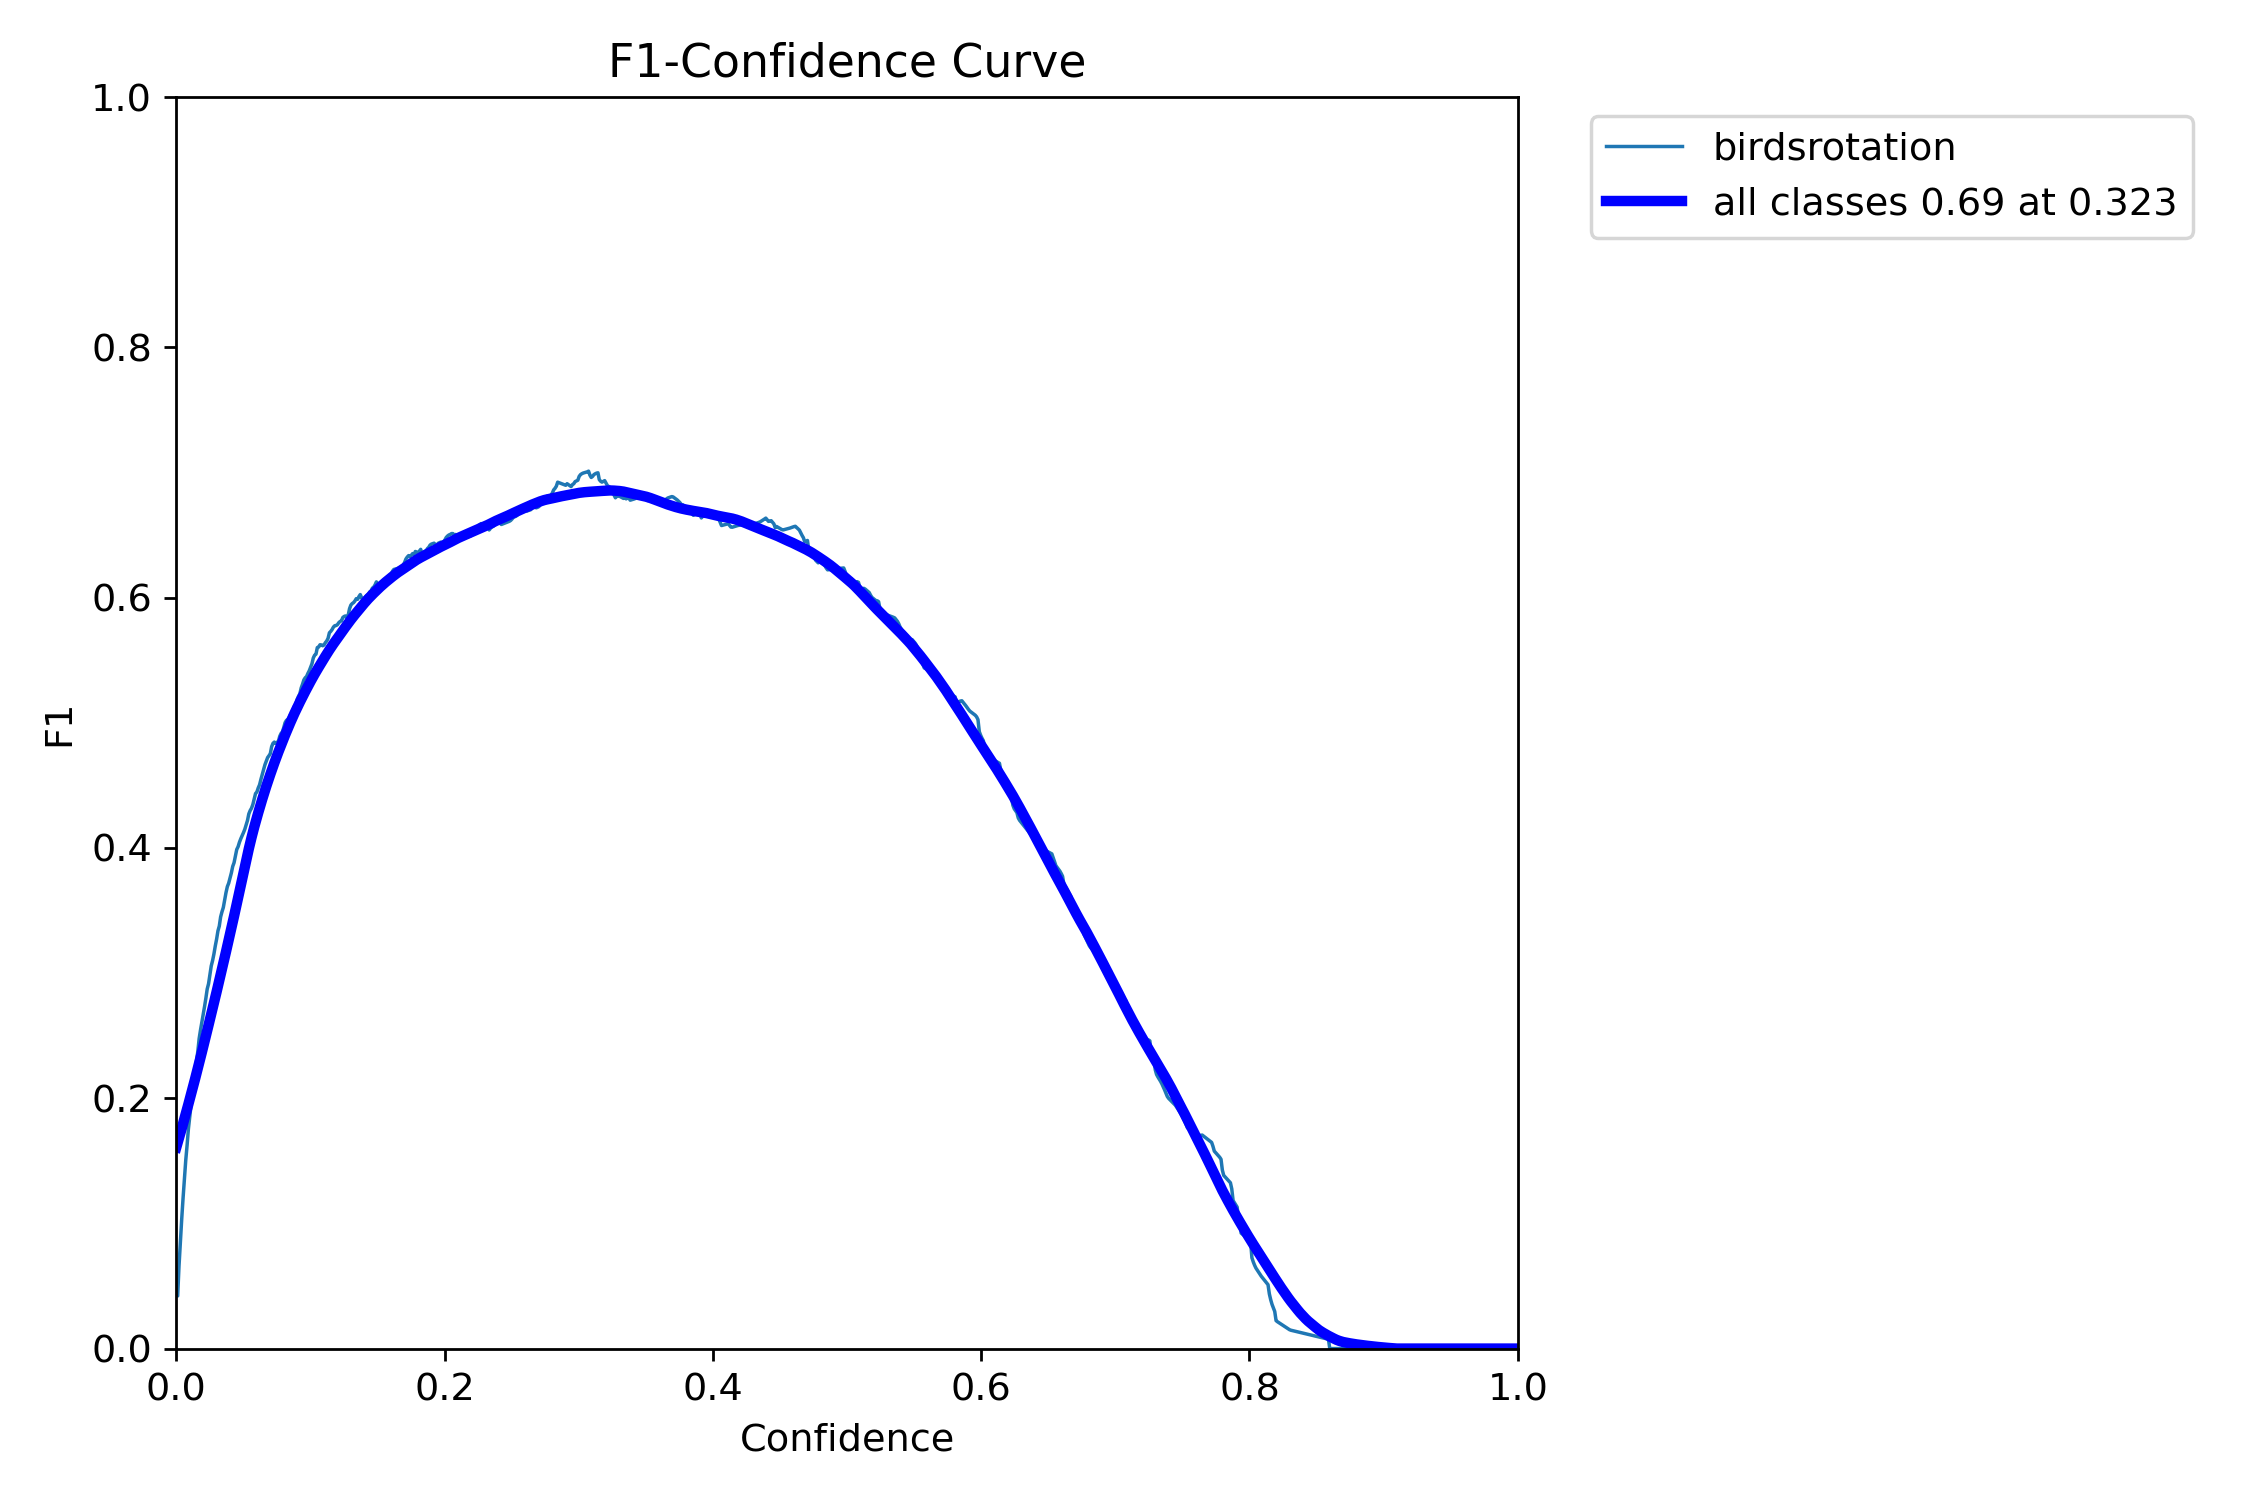 F1-Confidence Curve
1.0
0.8
0.6
0.4
0.2
0.0
F1
0.0 0.2 0.4 0.6 0.8 1.0
Confidence
birdsrotation
all classes 0.69 at 0.323